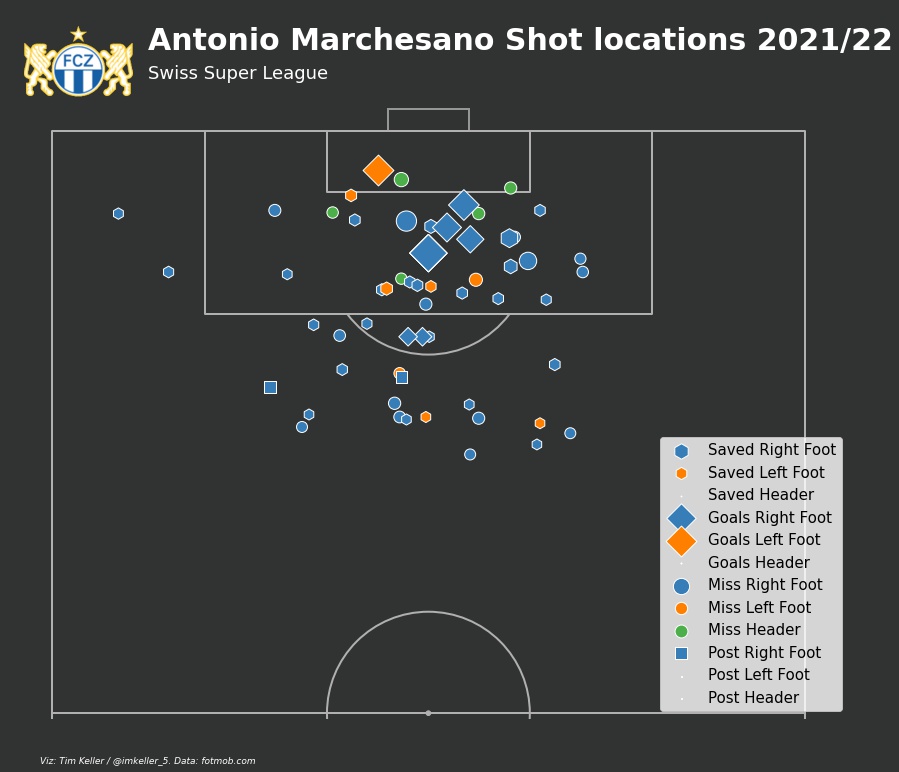 Antonio Marchesano Shot locations 2021/22
Swiss Super League
FCZ
Saved Right Foot
Saved Left Foot
Saved Header
Goals Right Foot
Goals Left Foot
Goals Header
Miss Right Foot
Miss Left Foot
Miss Header
Post Right Foot
Post Left Foot
Post Header
Viz: Tim Keller / @imkeller_5. Data: fotmob.com